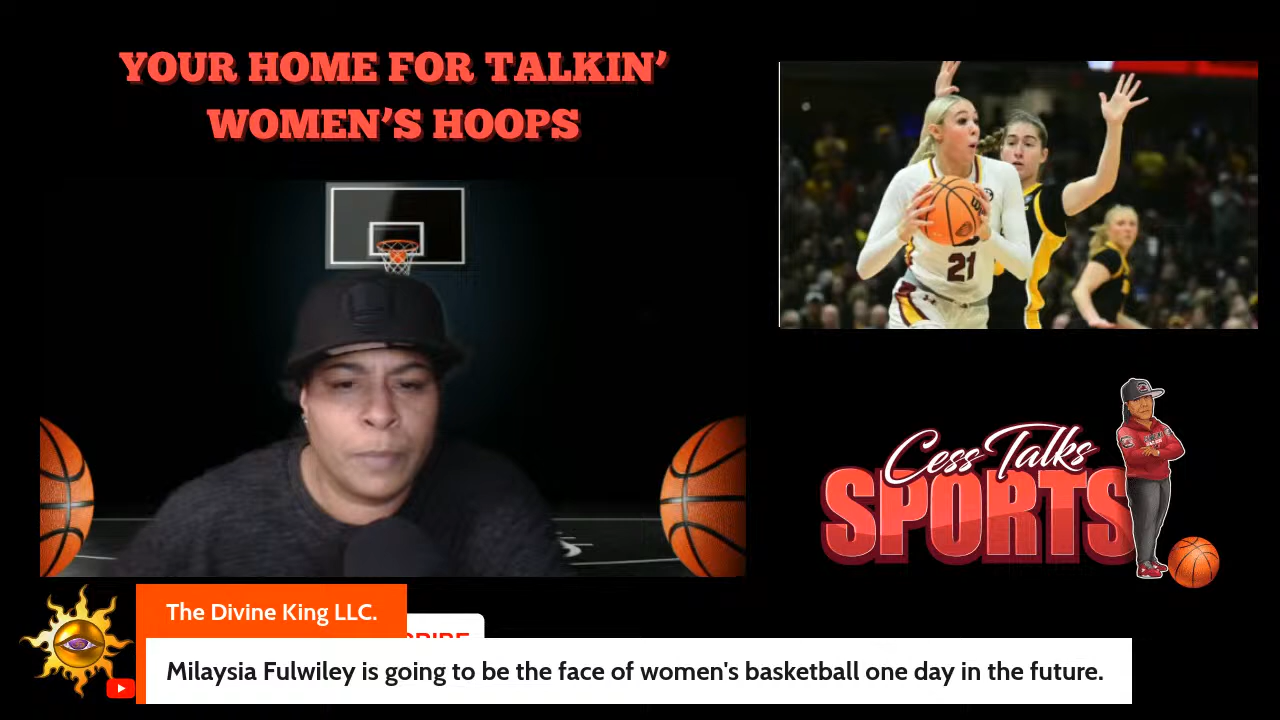 YOUR HOME FOR TALKIN’
WOMEN’S HOOPS
21
Cess Talks
SPORTS
The Divine King LLC.
Milaysia Fulwiley is going to be the face of women's basketball one day in the future.